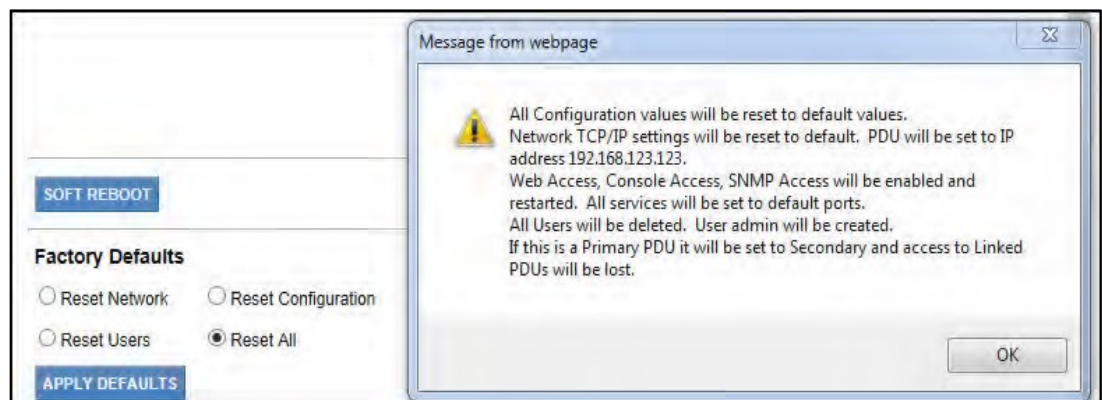 Message from webpage
All Configuration values will be reset to default values.
Network TCP/IP settings will be reset to default. PDU will be set to IP
address 192.168.123.123.
Web Access, Console Access, SNMP Access will be enabled and
restarted. All services will be set to default ports.
All Users will be deleted. User admin will be created.
If this is a Primary PDU it will be set to Secondary and access to Linked
PDUs will be lost.
OK
SOFT REBOOT
Factory Defaults
Reset Network Reset Configuration
Reset Users Reset All
APPLY DEFAULTS